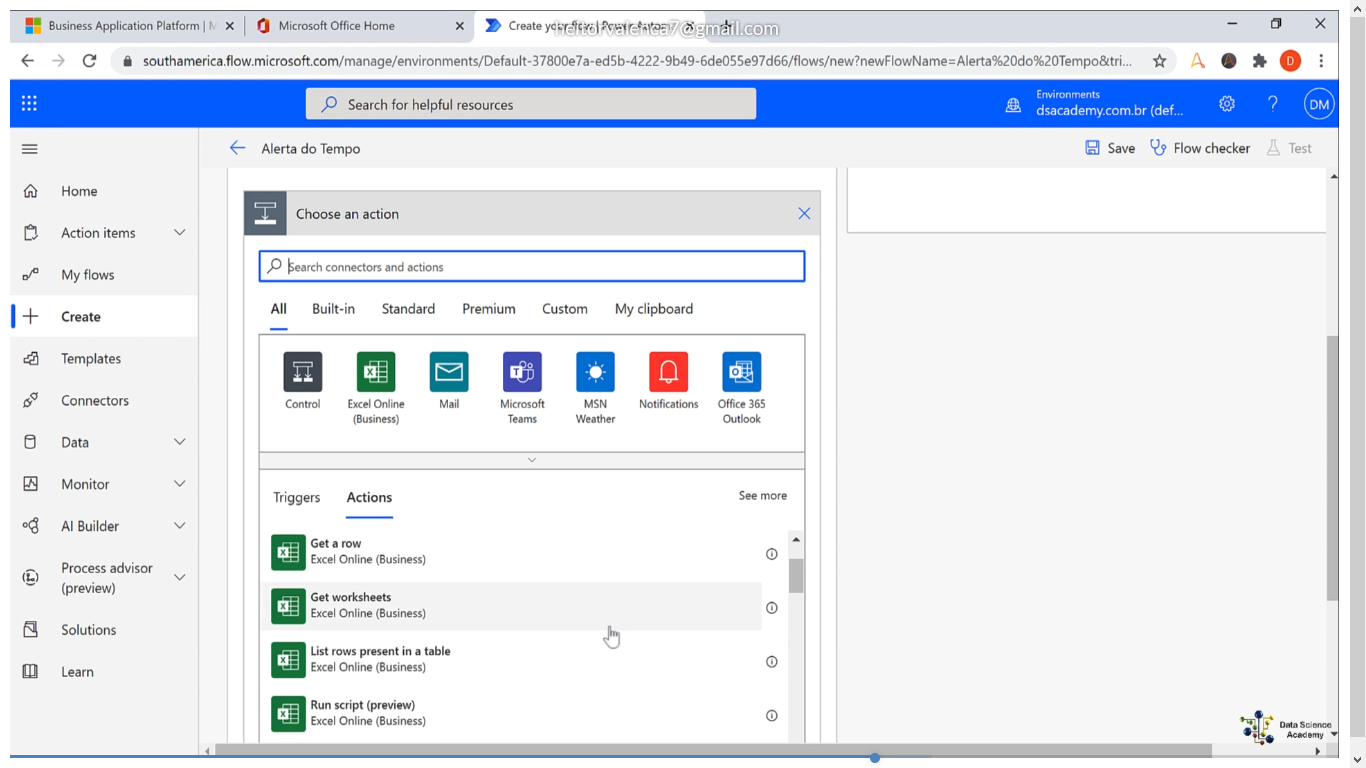 Business Application Platform | M
Microsoft Office Home
Create your flow | Power Autom
heitorvalenca7@gmail.com
southamerica.flow.microsoft.com/manage/environments/Default-37800e7a-ed5b-4222-9b49-6de055e97d66/flows/new?newFlowName=Alerta%20do%20Tempo&tri...
D
Search for helpful resources
Environments
dsacademy.com.br (def...
?
DM
Alerta do Tempo
Save
Flow checker
Test
Home
Action items
My flows
Create
Templates
Connectors
Data
Monitor
AI Builder
Process advisor
(preview)
Solutions
Learn
Choose an action
Search connectors and actions
All Built-in Standard Premium Custom My clipboard
Control
Excel Online
(Business)
Mail
Microsoft
Teams
MSN
Weather
Notifications
Office 365
Outlook
Triggers Actions See more
Get a row
Excel Online (Business)
Get worksheets
Excel Online (Business)
List rows present in a table
Excel Online (Business)
Run script (preview)
Excel Online (Business)
Data Science
Academy